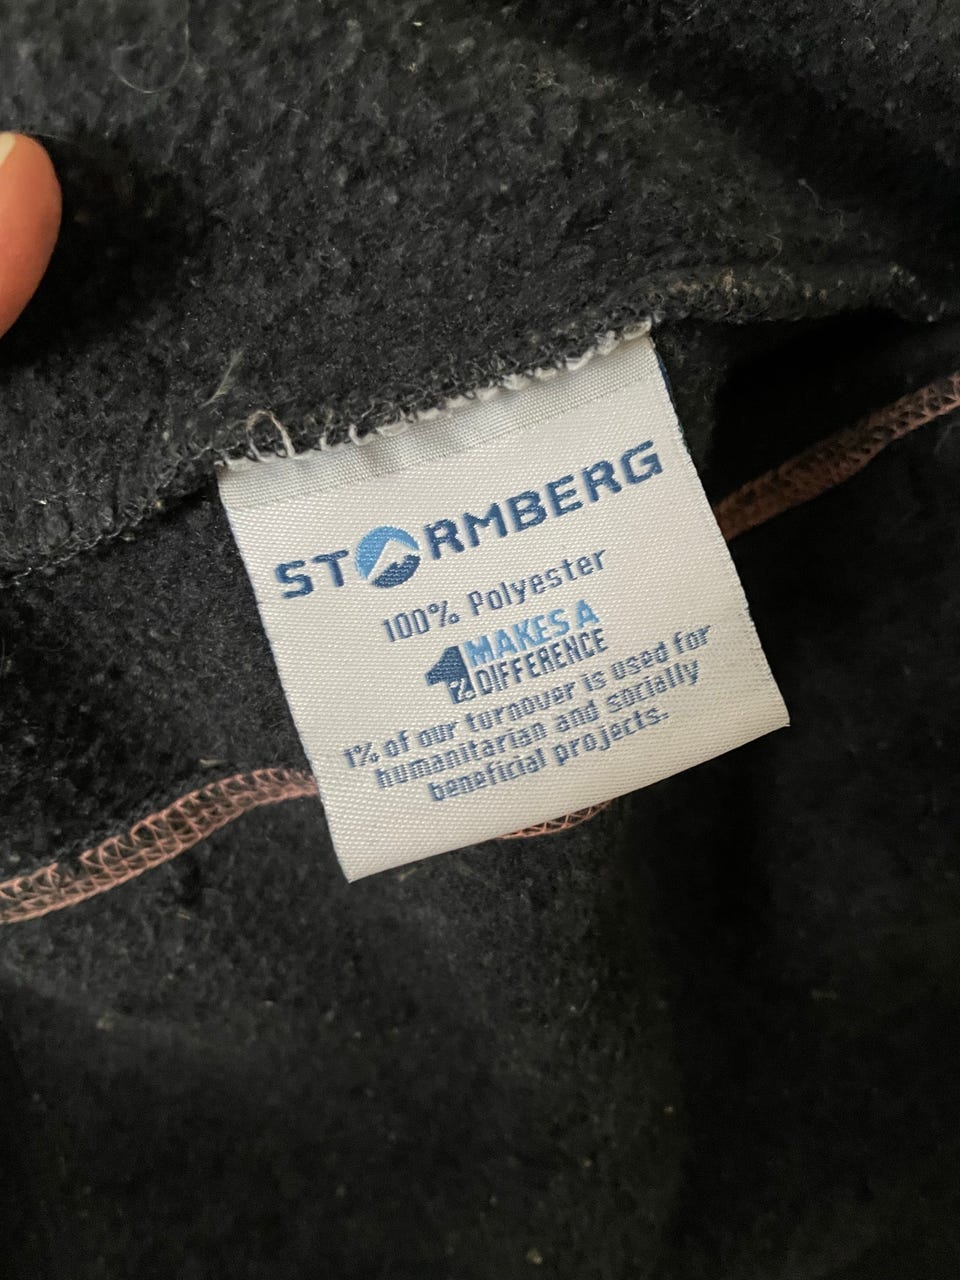 STORMBERG
100% Polyester
1% MAKES A
DIFFERENCE
1% of our turnover is used for
humanitarian and socially
beneficial projects.